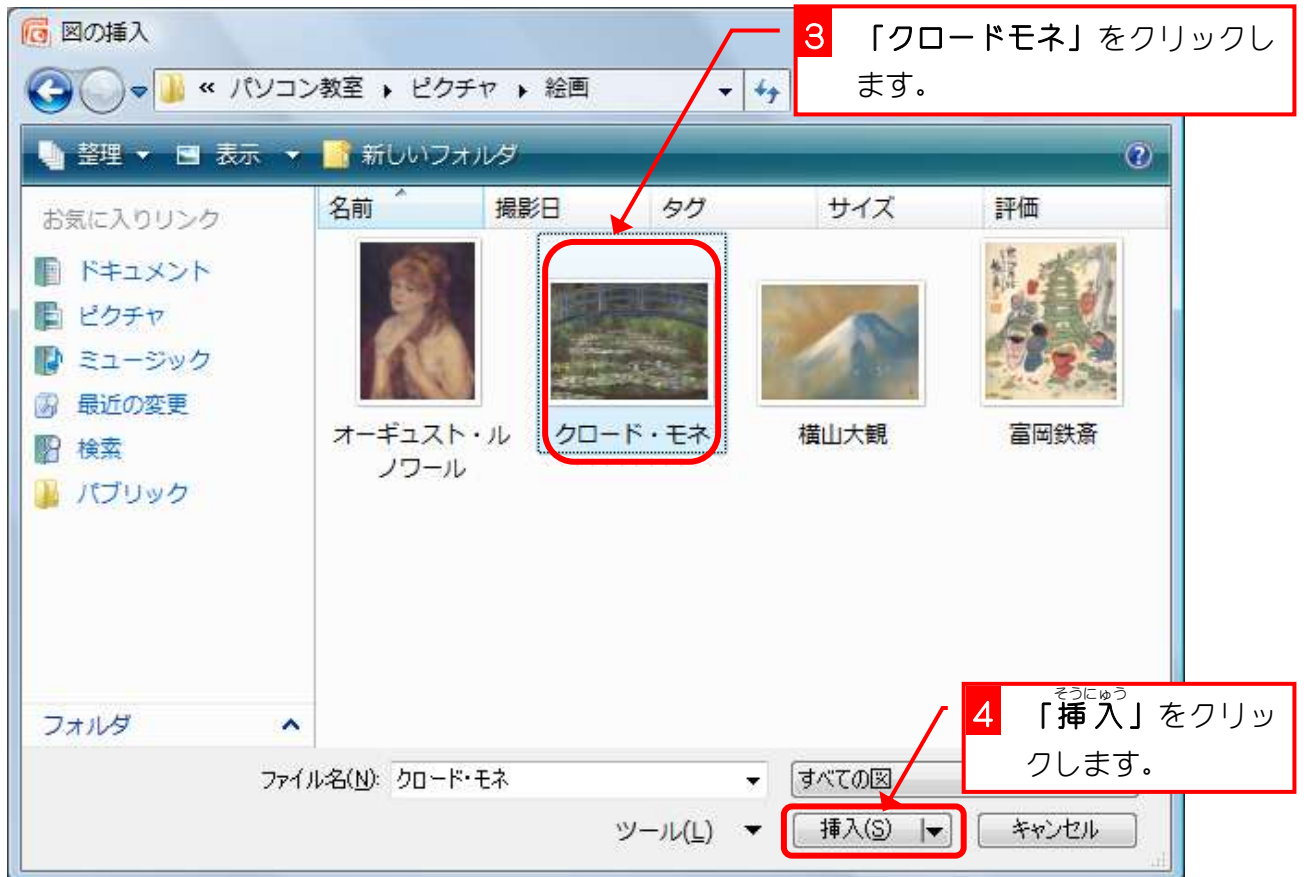 図の挿入
3 「クロードモネ」をクリックし
ます。
« パソコン教室 ▸ ピクチャ ▸ 絵画
整理 表示 新しいフォルダ
お気に入りリンク
ドキュメント
ピクチャ
ミュージック
最近の変更
検索
パブリック
フォルダ
名前 撮影日 タグ サイズ 評価
オーギュスト・ル
ノワール
クロード・モネ
横山大観
富岡鉄斎
そうにゅう
4 「挿入」をクリッ
クします。
ファイル名(N): クロード・モネ
すべての図
ツール(L) 挿入(S) キャンセル